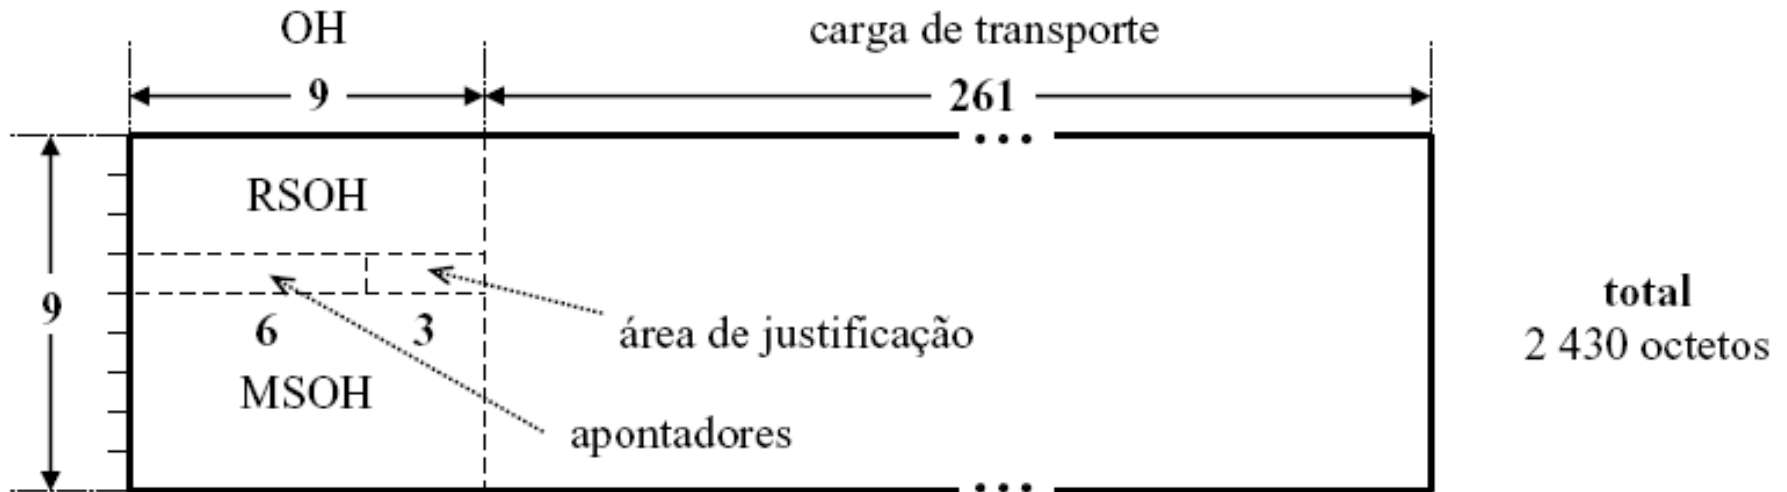 OH
carga de transporte
9
261
RSOH
9
6
3
área de justificação
MSOH
apontadores
total
2 430 octetos